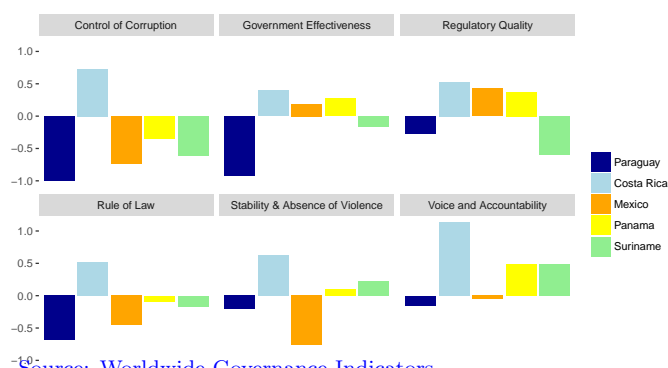 Control of Corruption Government Effectiveness Regulatory Quality
1.0
0.5
0.0
−0.5
−1.0
Rule of Law Stability & Absence of Violence Voice and Accountability
1.0
0.5
0.0
−0.5
−1.0
Paraguay
Costa Rica
Mexico
Panama
Suriname
Source: Worldwide Governance Indicators